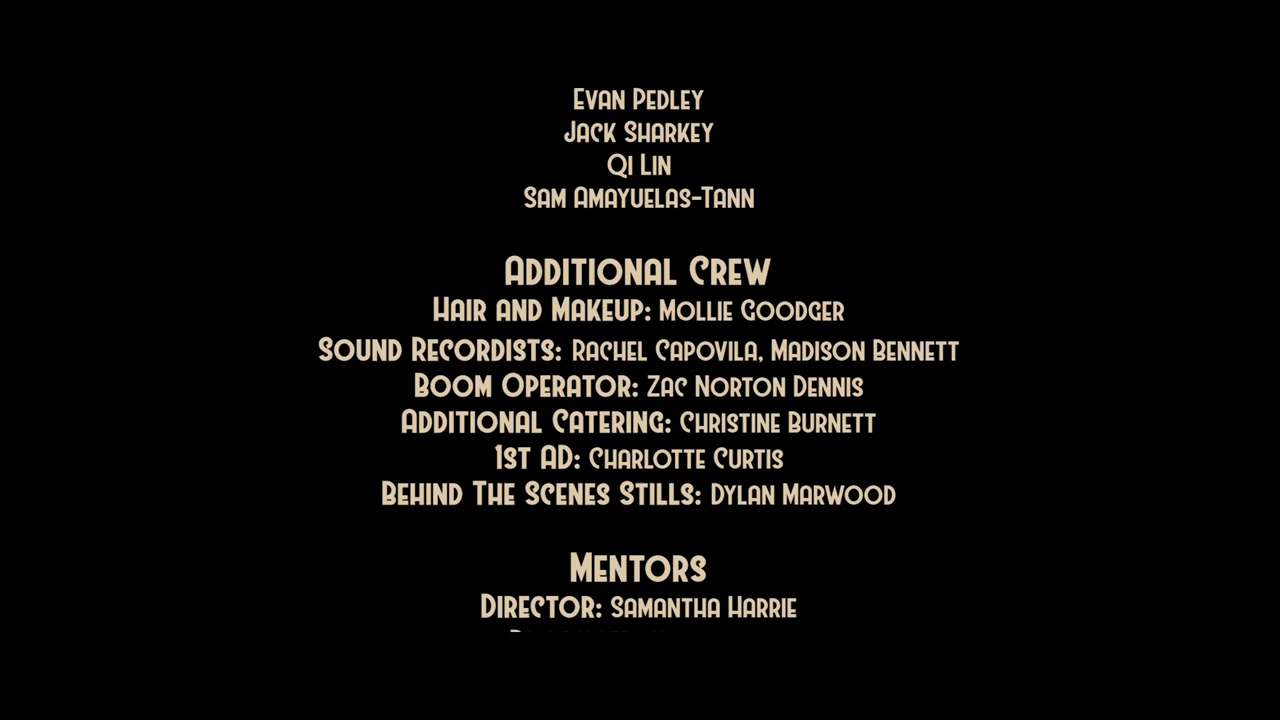 Evan Pedley
Jack Sharkey
Qi Lin
Sam Amayuelas-Tann
Additional Crew
Hair and Makeup: Mollie Goodger
Sound Recordists: Rachel Capovila, Madison Bennett
Boom Operator: Zac Norton Dennis
Additional Catering: Christine Burnett
1st AD: Charlotte Curtis
Behind The Scenes Stills: Dylan Marwood
Mentors
Director: Samantha Harrie